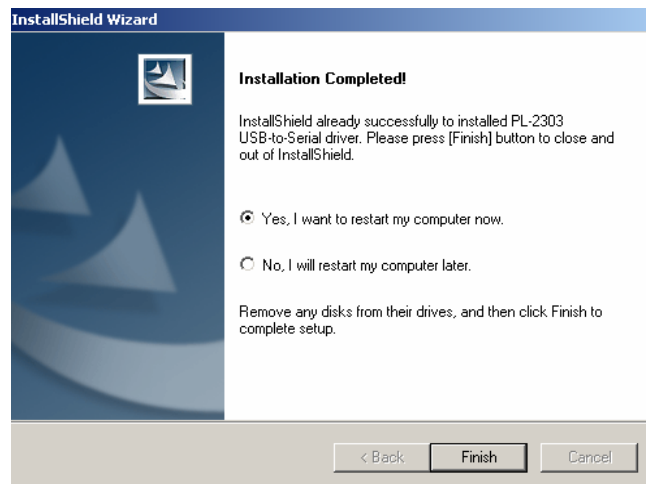 InstallShield Wizard
Installation Completed!
InstallShield already successfully to installed PL-2303
USB-to-Serial driver. Please press [Finish] button to close and
out of InstallShield.
Yes, I want to restart my computer now.
No, I will restart my computer later.
Remove any disks from their drives, and then click Finish to
complete setup.
< Back
Finish
Cancel